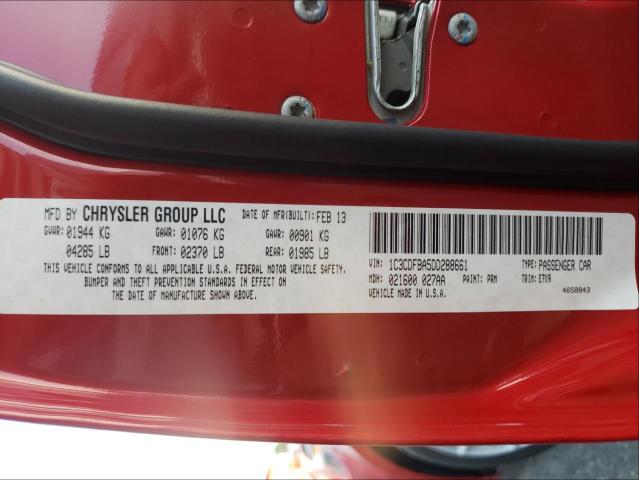 MFD BY CHRYSLER GROUP LLC DATE OF MFR(BUILT): FEB 13
GVWR: 01944 KG GAWR: 01076 KG GAWR: 00901 KG
04285 LB FRONT: 02370 LB REAR: 01985 LB
THIS VEHICLE CONFORMS TO ALL APPLICABLE U.S.A. FEDERAL MOTOR VEHICLE SAFETY,
BUMPER AND THEFT PREVENTION STANDARDS IN EFFECT ON
THE DATE OF MANUFACTURE SHOWN ABOVE.
VIN: 1C3CDFBA5DD288661 TYPE: PASSENGER CAR
MDH: 021600 027AA PAINT: PRM TRIM: E7X9
VEHICLE MADE IN U.S.A. 4658843